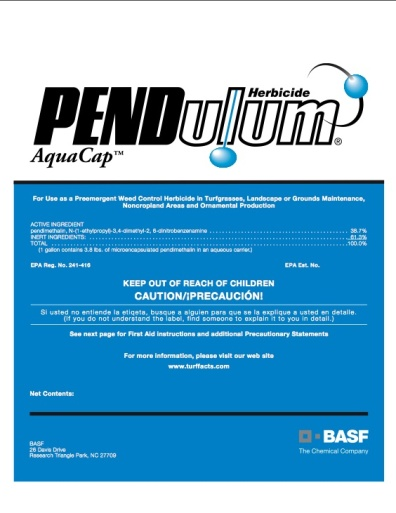 Herbicide
PENDulum®
AquaCap™
For Use as a Preemergent Weed Control Herbicide in Turfgrasses, Landscape or Grounds Maintenance,
Noncropland Areas and Ornamental Production
ACTIVE INGREDIENT
pendimethalin, N-(1-ethylpropyl)-3,4-dimethyl-2, 6-dinitrobenzenamine 38.7%
INERT INGREDIENTS: 61.3%
TOTAL 100.0%
(1 gallon contains 3.8 lbs. of microencapsulated pendimethalin in an aqueous carrier.)
EPA Reg. No. 241-416 EPA Est. No.
KEEP OUT OF REACH OF CHILDREN
CAUTION/¡PRECAUCIÓN!
Si usted no entiende la etiqeta, busque a alguien para que se la explique a usted en detalle.
(If you do not understand the label, find someone to explain it to you in detail.)
See next page for First Aid instructions and additional Precautionary Statements
For more information, please visit our web site
www.turffacts.com
Net Contents:
BASF
26 Davis Drive
Research Triangle Park, NC 27709
BASF
The Chemical Company